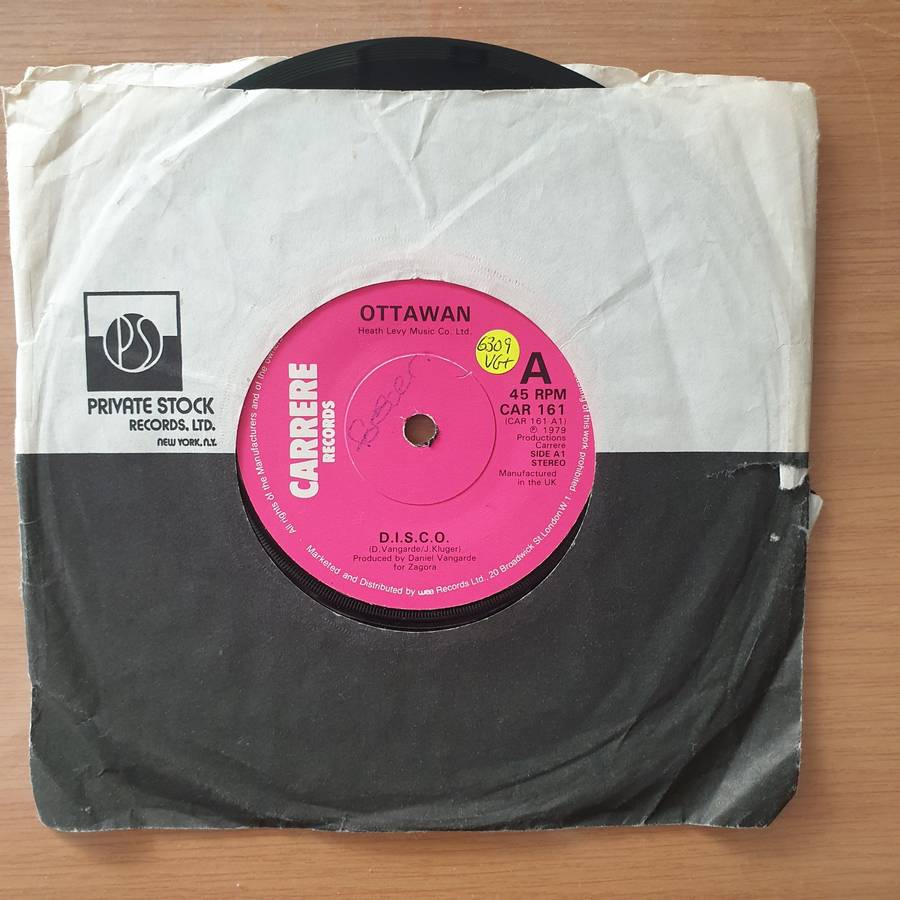 PS
PRIVATE STOCK
RECORDS, LTD.
NEW YORK, N.Y.
OTTAWAN
Heath Levy Music Co. Ltd.
6309
VG+
A
45 RPM
CAR 161
(CAR 161-A1)
℗ 1979
Productions
Carrere
SIDE A1
STEREO
Manufactured
in the UK
CARRERE
RECORDS
D.I.S.C.O.
(D.Vangarde/J.Kluger)
Produced by Daniel Vangarde
for Zagora
All rights of the Manufacturers and of the owner
of this work prohibited.
Marketed and Distributed by wea Records Ltd., 20 Broadwick St. London W.1.